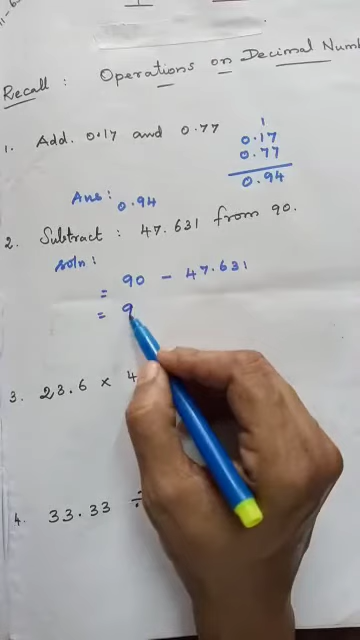 Recall : Operations on Decimal Num
1. Add. 0.17 and 0.77
1
0.17
0.77
0.94
Ans: 0.94
2. Subtract : 47.631 from 90.
Soln :
= 90 - 47.631
= 9
3. 23.6 × 4
4. 33.33 ÷